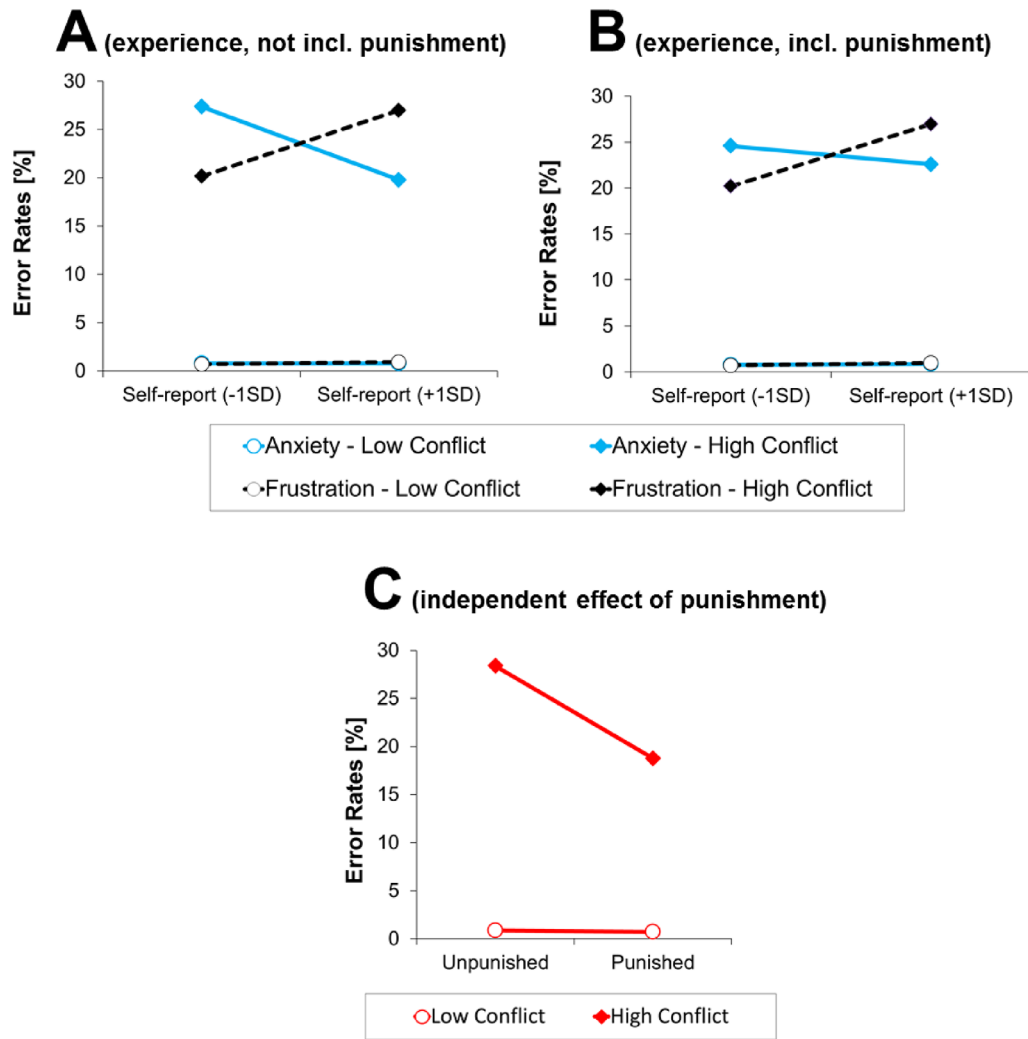 A (experience, not incl. punishment)
30
25
20
15
10
5
0
Error Rates [%]
Self-report (-1SD) Self-report (+1SD)
B (experience, incl. punishment)
30
25
20
15
10
5
0
Error Rates [%]
Self-report (-1SD) Self-report (+1SD)
Anxiety - Low Conflict Anxiety - High Conflict
Frustration - Low Conflict Frustration - High Conflict
C (independent effect of punishment)
30
25
20
15
10
5
0
Error Rates [%]
Unpunished Punished
Low Conflict High Conflict